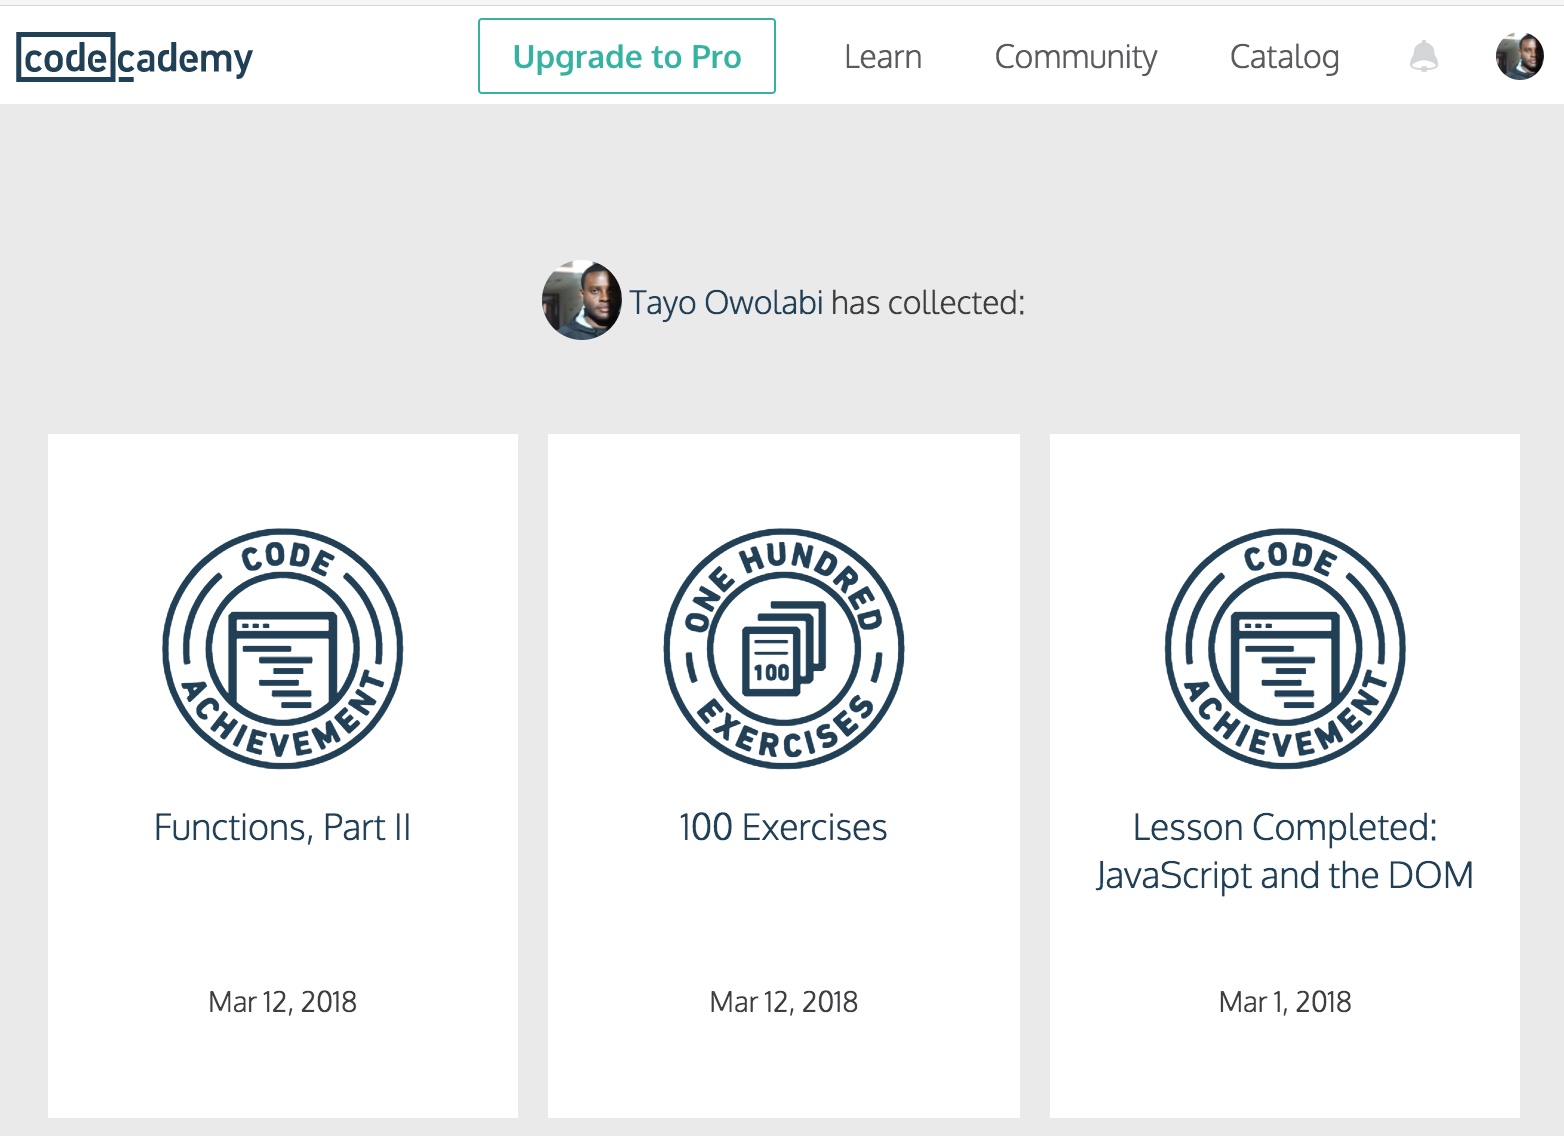 codecademy
Upgrade to Pro
Learn
Community
Catalog
Tayo Owolabi has collected:
CODE
ACHIEVEMENT
Functions, Part II
Mar 12, 2018
ONE HUNDRED
100
EXERCISES
100 Exercises
Mar 12, 2018
CODE
ACHIEVEMENT
Lesson Completed:
JavaScript and the DOM
Mar 1, 2018